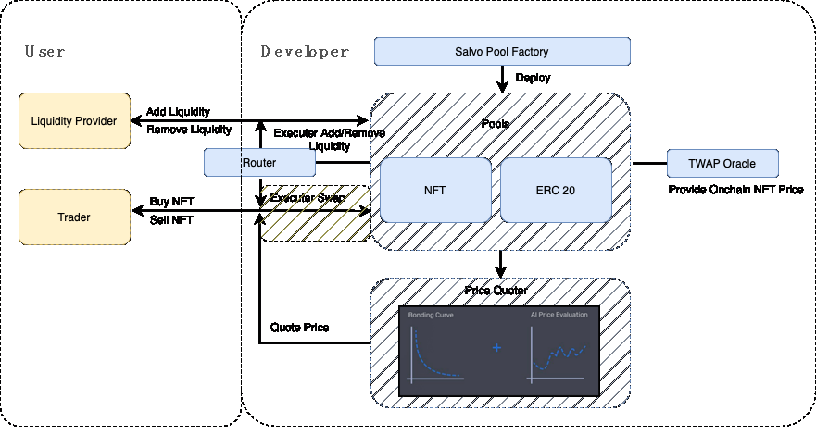 User
Developer
Salvo Pool Factory
Deploy
Liquidity Provider
Add Liquidity
Remove Liquidity
Executer Add/Remove
Liquidity
Pools
Router
NFT
ERC 20
TWAP Oracle
Provide Onchain NFT Price
Trader
Buy NFT
Sell NFT
Executer Swap
Price Quoter
Quote Price
Bonding Curve
AI Price Evaluation
+